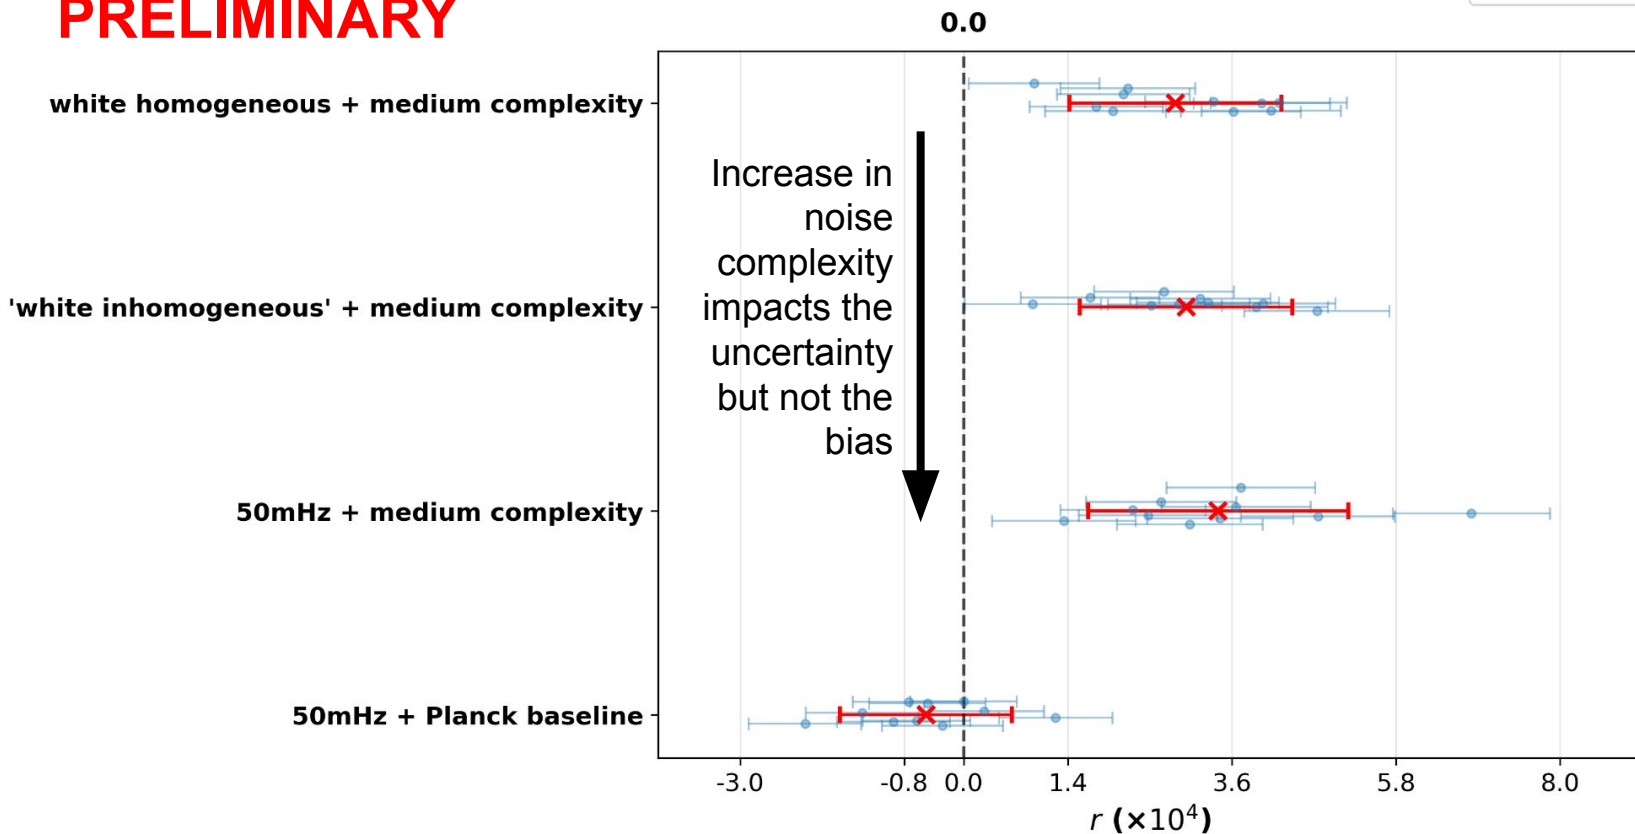 PRELIMINARY
0.0
white homogeneous + medium complexity
Increase in
noise
complexity
impacts the
uncertainty
but not the
bias
'white inhomogeneous' + medium complexity
50mHz + medium complexity
50mHz + Planck baseline
-3.0 -0.8 0.0 1.4 3.6 5.8 8.0
r (×10⁴)